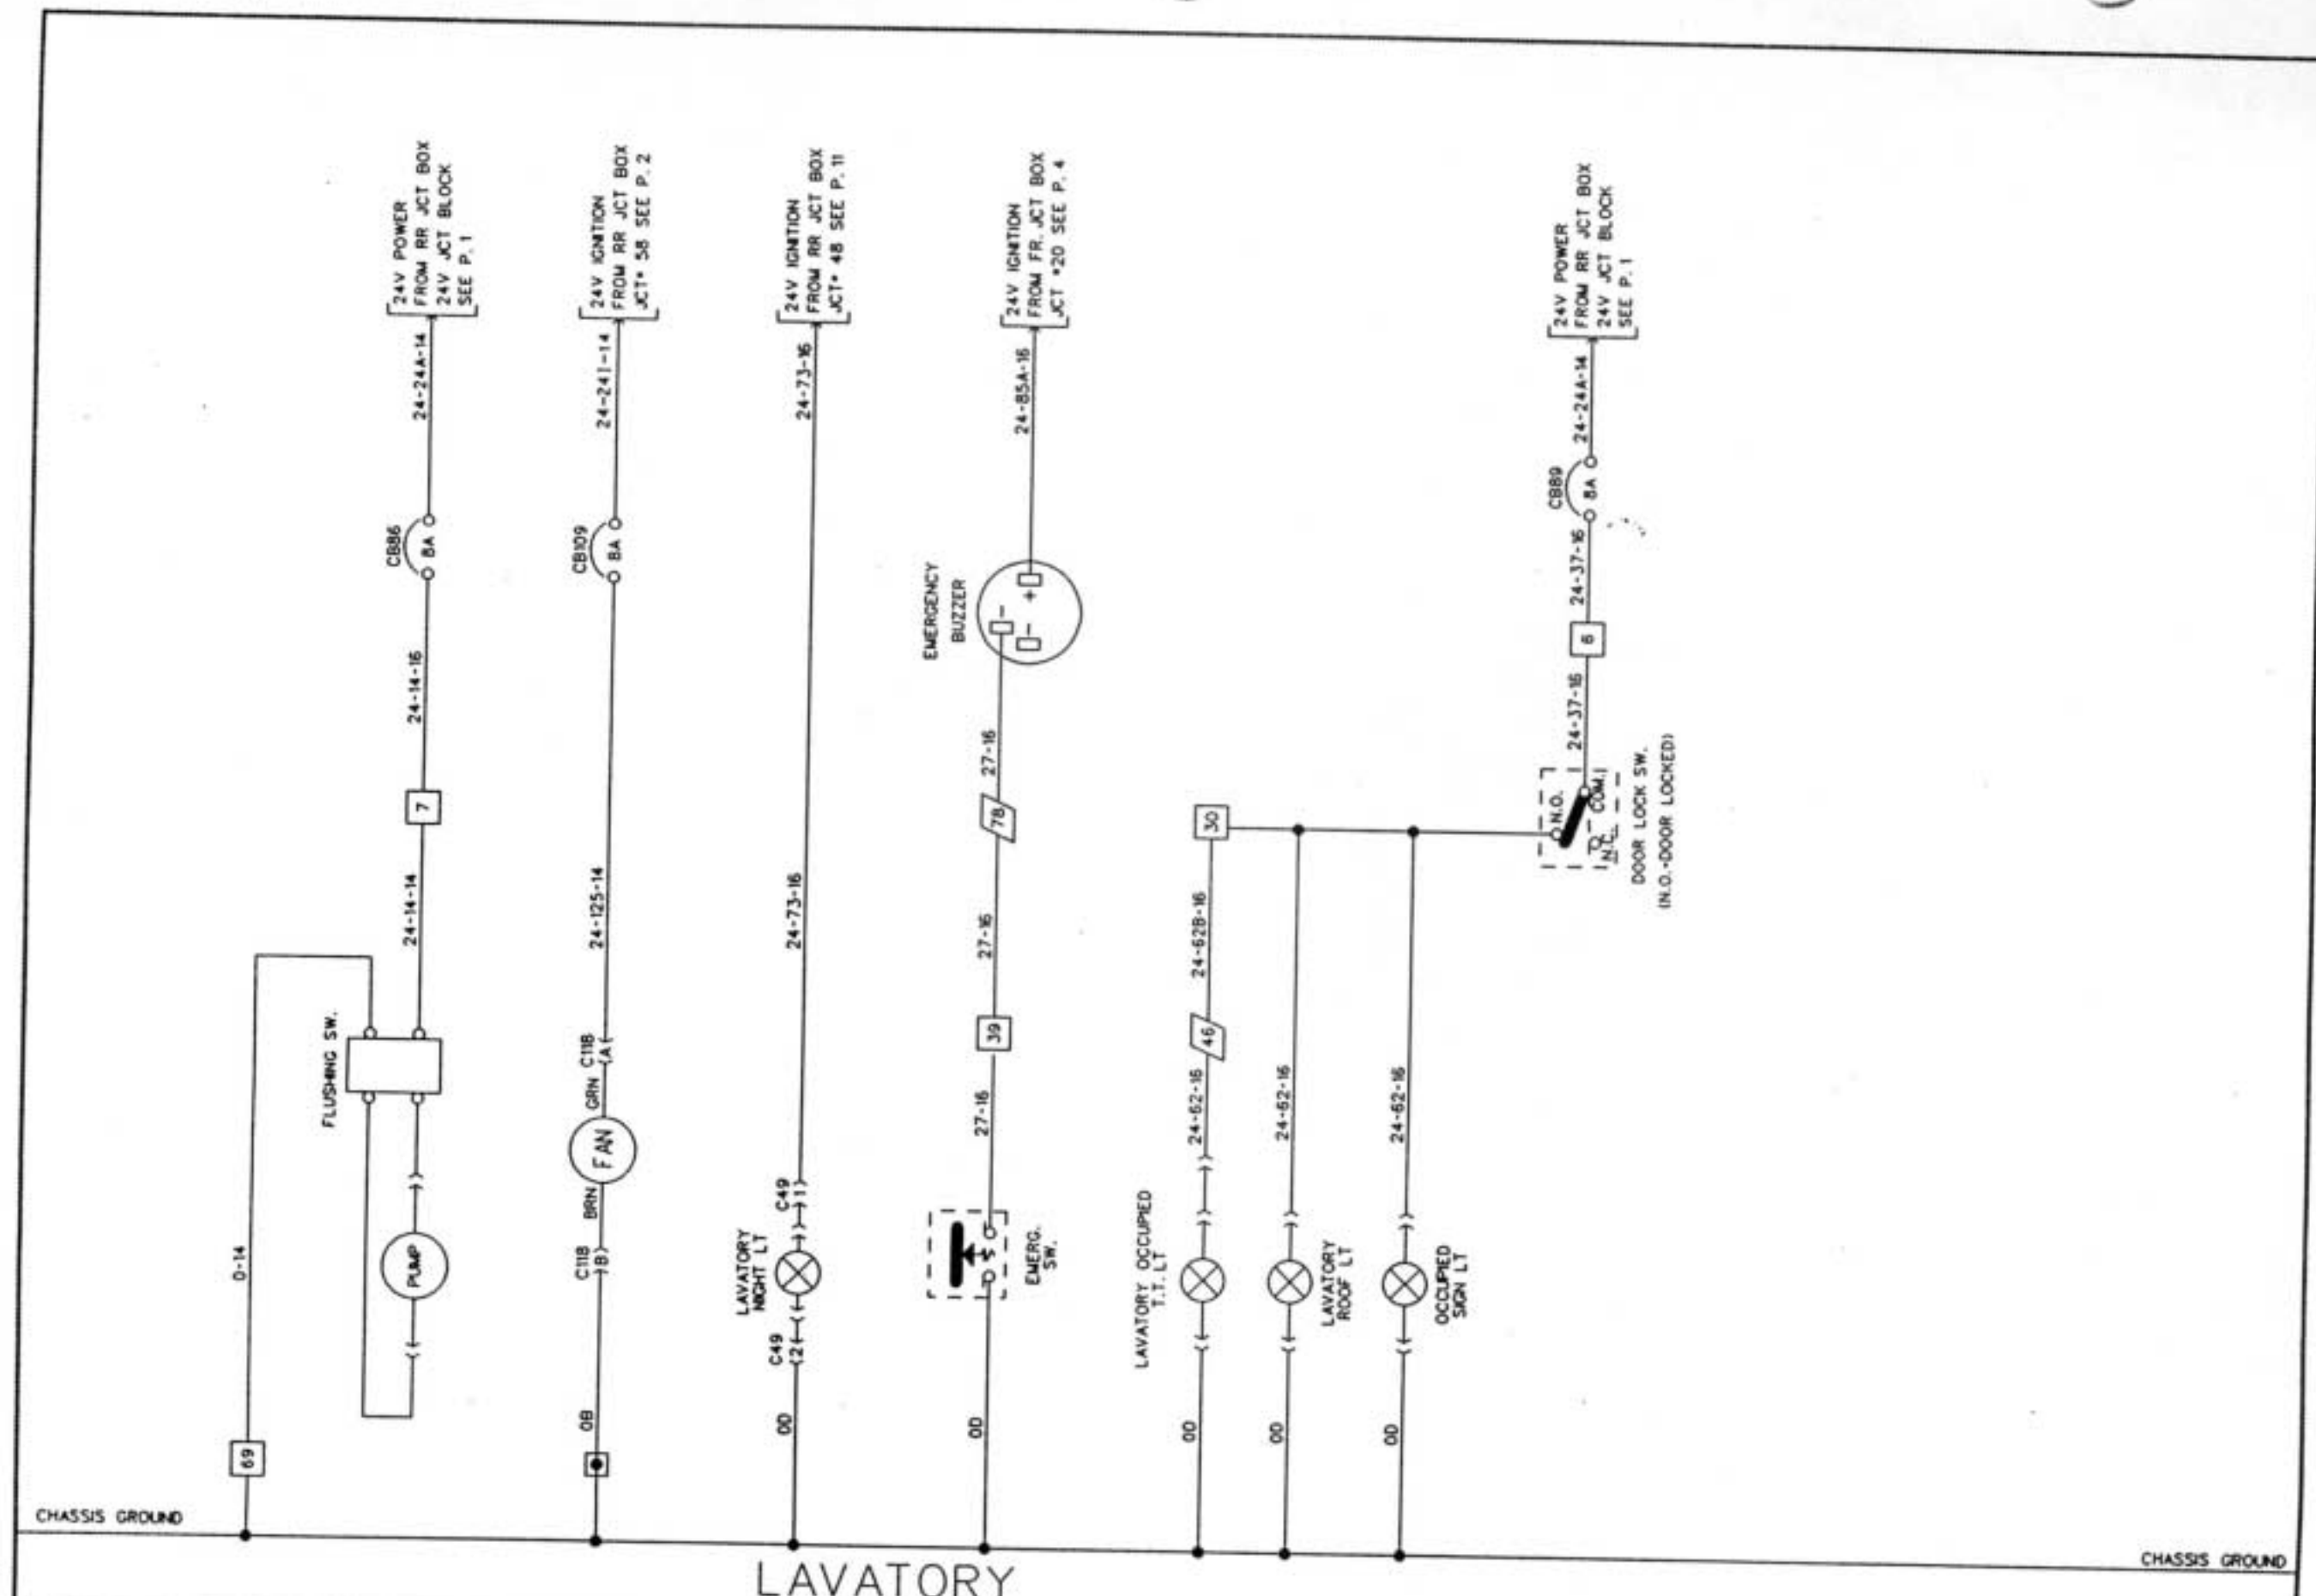 24V POWER
FROM RR JCT BOX
24V JCT BLOCK
SEE P. 1
24-24A-14
CB86
8A
24-14-16
7
24-14-14
FLUSHING SW.
PUMP
0-14
69
24V IGNITION
FROM RR JCT BOX
JCT* 58 SEE P. 2
24-241-14
CB109
8A
24-125-14
C118
A
GRN
FAN
BRN
C118
B
0B
24V IGNITION
FROM RR JCT BOX
JCT* 48 SEE P. 11
24-73-16
24-73-16
C49
1
LAVATORY
NIGHT LT
C49
2
0D
24V IGNITION
FROM FR. JCT BOX
JCT *20 SEE P. 4
24-85A-16
EMERGENCY
BUZZER
+
-
-
27-16
78
27-16
39
27-16
EMERG.
SW.
0D
24V POWER
FROM RR JCT BOX
24V JCT BLOCK
SEE P. 1
24-24A-14
CB89
8A
24-37-16
6
24-37-16
N.O.
COM.
N.C.
DOOR LOCK SW.
(N.O.-DOOR LOCKED)
30
24-62B-16
46
24-62-16
24-62-16
24-62-16
LAVATORY OCCUPIED
T.T. LT
LAVATORY
ROOF LT
OCCUPIED
SIGN LT
0D
0D
0D
CHASSIS GROUND
CHASSIS GROUND
LAVATORY